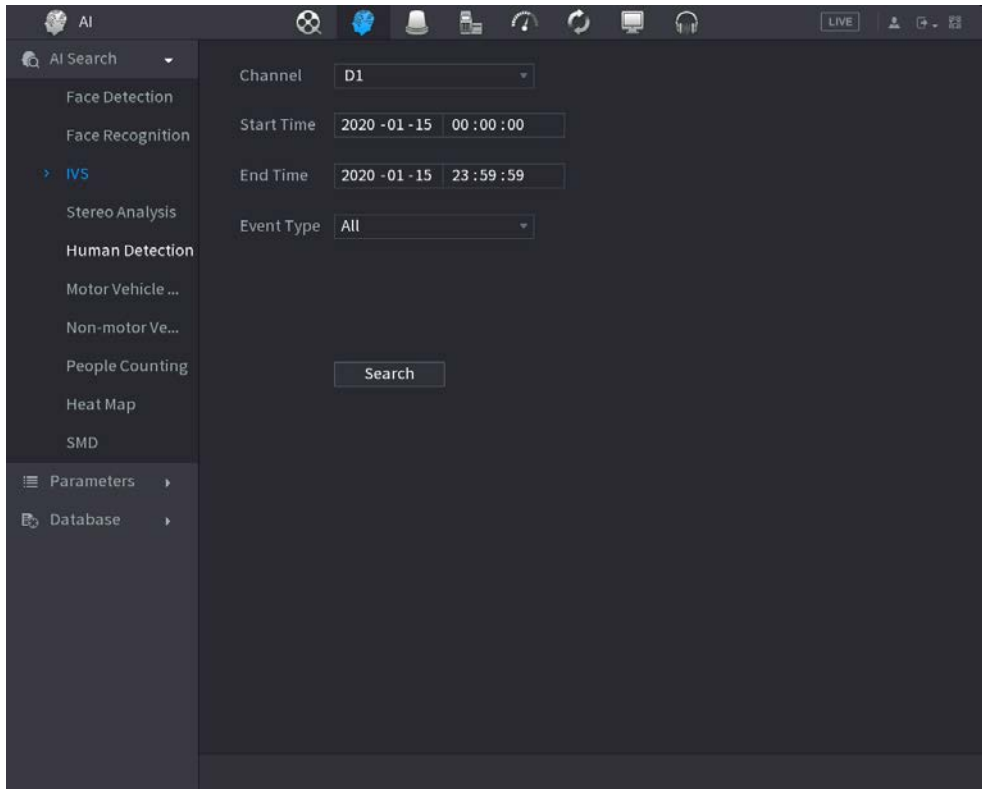 AI
LIVE
AI Search
Face Detection
Face Recognition
IVS
Stereo Analysis
Human Detection
Motor Vehicle ...
Non-motor Ve...
People Counting
Heat Map
SMD
Parameters
Database
Channel D1
Start Time 2020 -01 -15 00 :00 :00
End Time 2020 -01 -15 23 :59 :59
Event Type All
Search